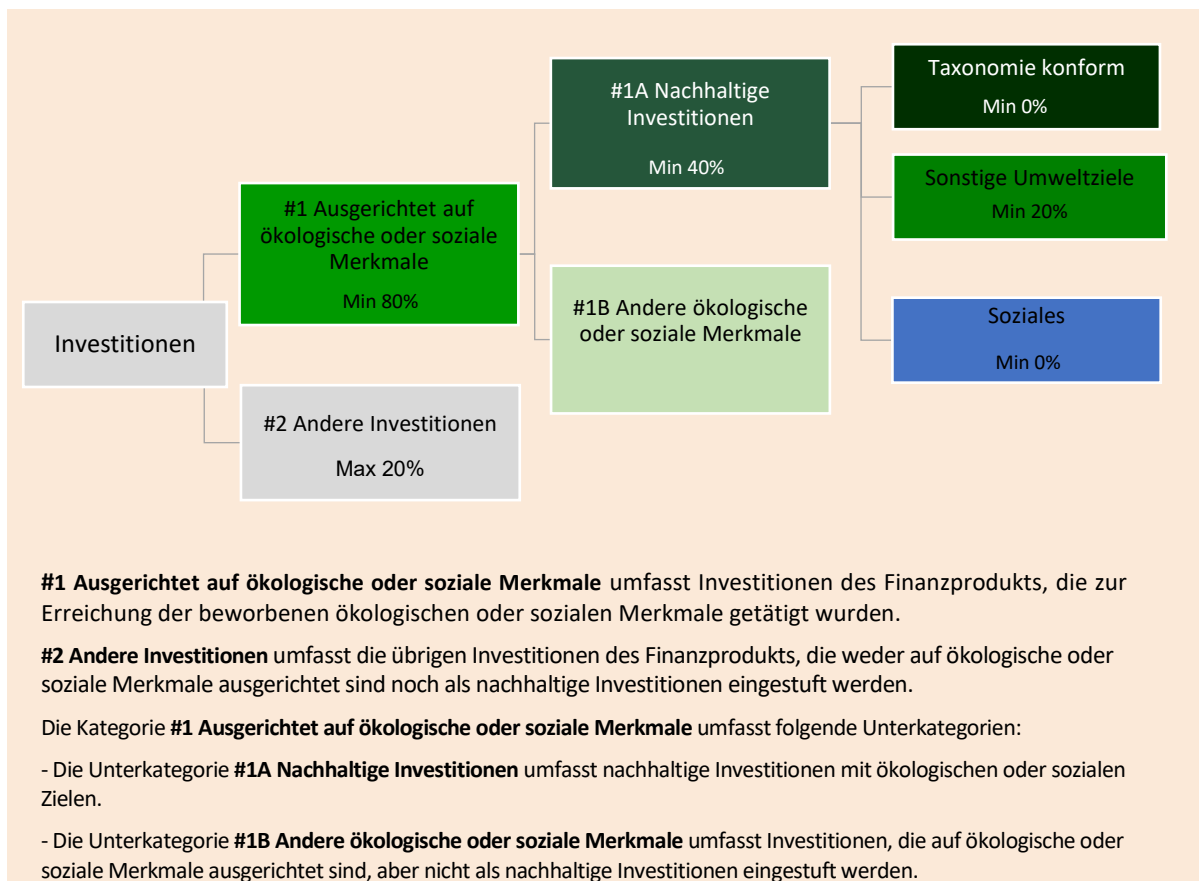 Investitionen
#1 Ausgerichtet auf
ökologische oder soziale
Merkmale
Min 80%
#2 Andere Investitionen
Max 20%
#1A Nachhaltige
Investitionen
Min 40%
#1B Andere ökologische
oder soziale Merkmale
Taxonomie konform
Min 0%
Sonstige Umweltziele
Min 20%
Soziales
Min 0%
#1 Ausgerichtet auf ökologische oder soziale Merkmale umfasst Investitionen des Finanzprodukts, die zur
Erreichung der beworbenen ökologischen oder sozialen Merkmale getätigt wurden.
#2 Andere Investitionen umfasst die übrigen Investitionen des Finanzprodukts, die weder auf ökologische oder
soziale Merkmale ausgerichtet sind noch als nachhaltige Investitionen eingestuft werden.
Die Kategorie #1 Ausgerichtet auf ökologische oder soziale Merkmale umfasst folgende Unterkategorien:
- Die Unterkategorie #1A Nachhaltige Investitionen umfasst nachhaltige Investitionen mit ökologischen oder sozialen
Zielen.
- Die Unterkategorie #1B Andere ökologische oder soziale Merkmale umfasst Investitionen, die auf ökologische oder
soziale Merkmale ausgerichtet sind, aber nicht als nachhaltige Investitionen eingestuft werden.